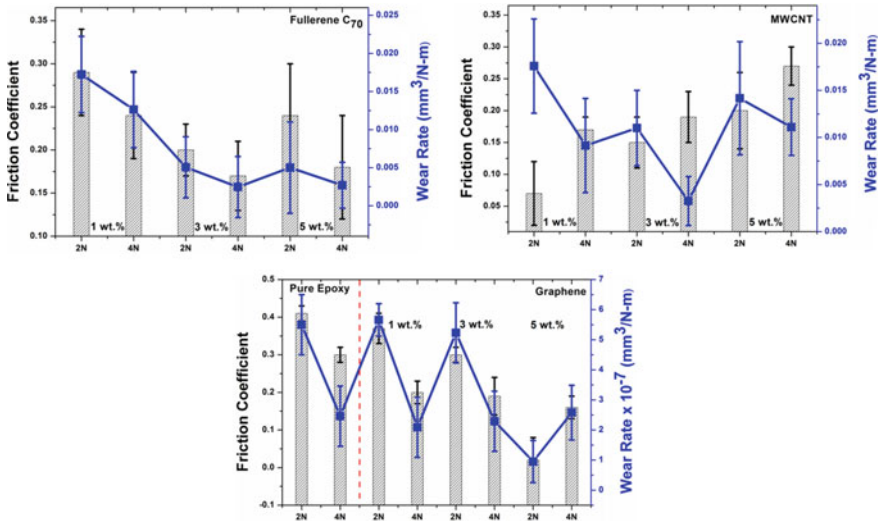 Fullerene C70
Friction Coefficient
0.35
0.30
0.25
0.20
0.15
0.10
Wear Rate (mm3/N-m)
0.025
0.020
0.015
0.010
0.005
0.000
1 wt.% 3 wt.% 5 wt.%
2N 4N 2N 4N 2N 4N
MWCNT
Friction Coefficient
0.35
0.30
0.25
0.20
0.15
0.10
0.05
Wear Rate (mm3/N-m)
0.020
0.015
0.010
0.005
0.000
1 wt.% 3 wt.% 5 wt.%
2N 4N 2N 4N 2N 4N
Pure Epoxy Graphene
Friction Coefficient
0.5
0.4
0.3
0.2
0.1
0.0
-0.1
Wear Rate x 10-7 (mm3/N-m)
7
6
5
4
3
2
1
0
1 wt.% 3 wt.% 5 wt.%
2N 4N 2N 4N 2N 4N 2N 4N